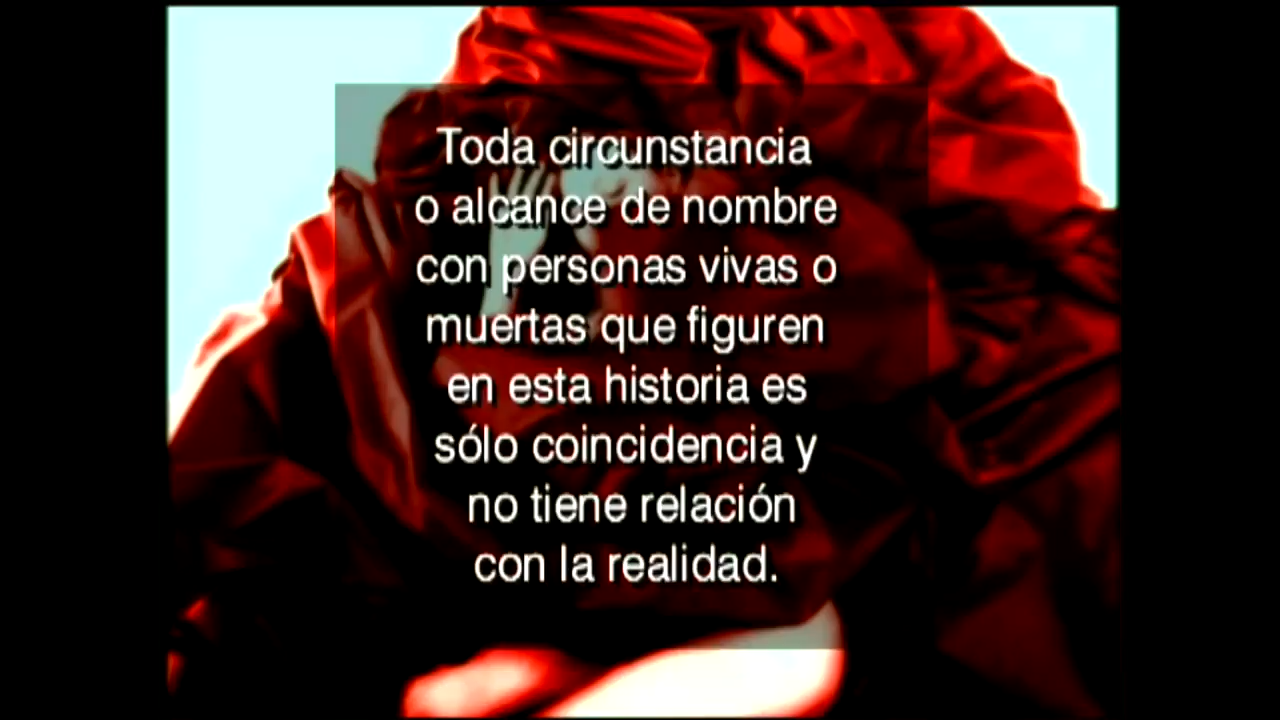 Toda circunstancia
o alcance de nombre
con personas vivas o
muertas que figuren
en esta historia es
sólo coincidencia y
no tiene relación
con la realidad.